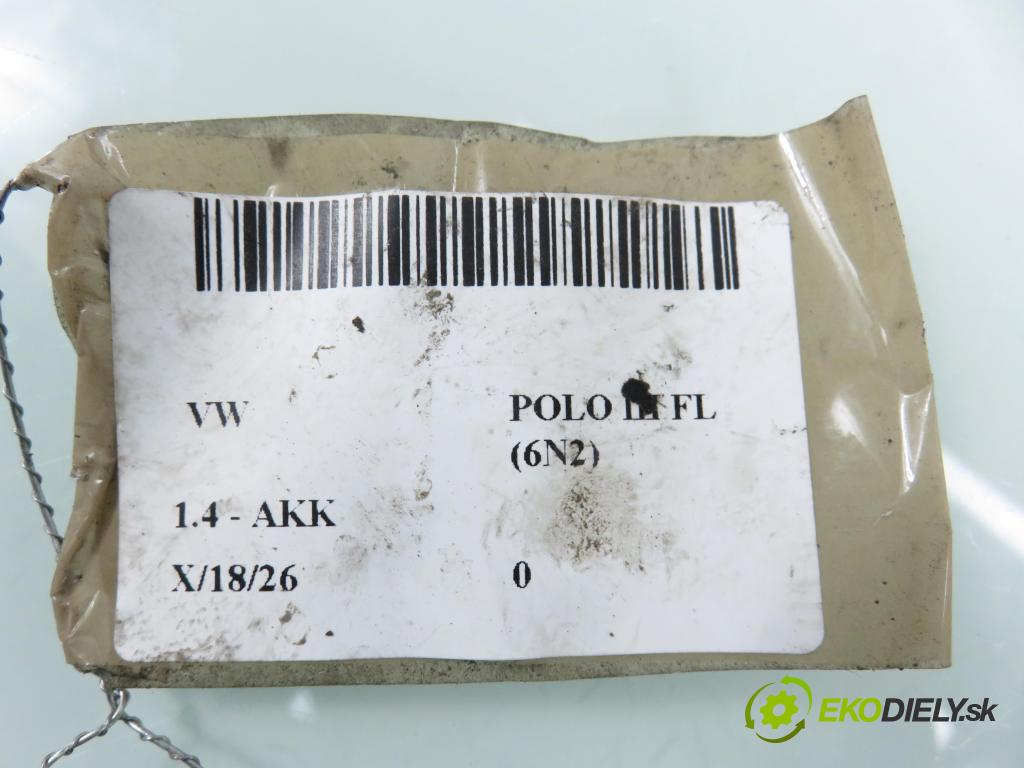 VW POLO III FL
(6N2)
1.4 - AKK
X/18/26 0
EKODIELY.sk